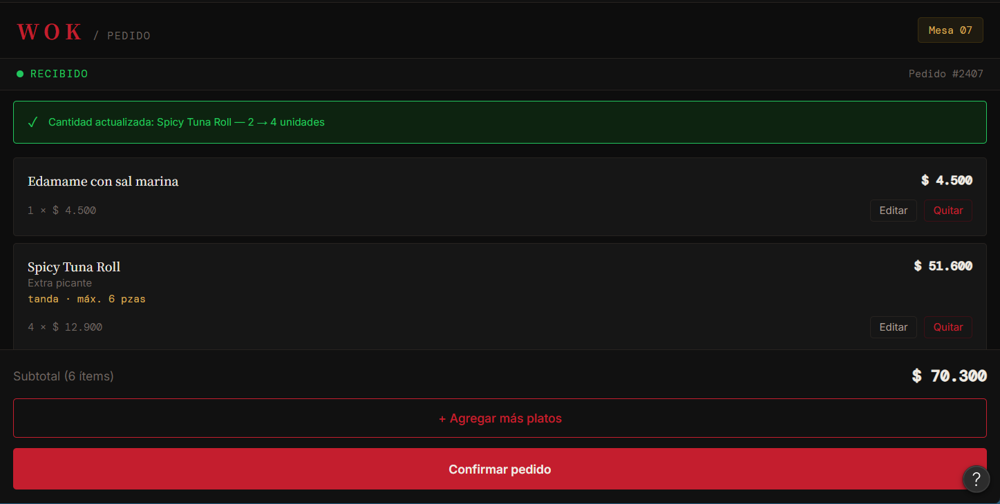 WOK / PEDIDO
Mesa 07
RECIBIDO
Pedido #2407
✓ Cantidad actualizada: Spicy Tuna Roll — 2 → 4 unidades
Edamame con sal marina
$ 4.500
1 × $ 4.500
Editar
Quitar
Spicy Tuna Roll
$ 51.600
Extra picante
tanda · máx. 6 pzas
4 × $ 12.900
Editar
Quitar
Subtotal (6 ítems)
$ 70.300
+ Agregar más platos
Confirmar pedido
?